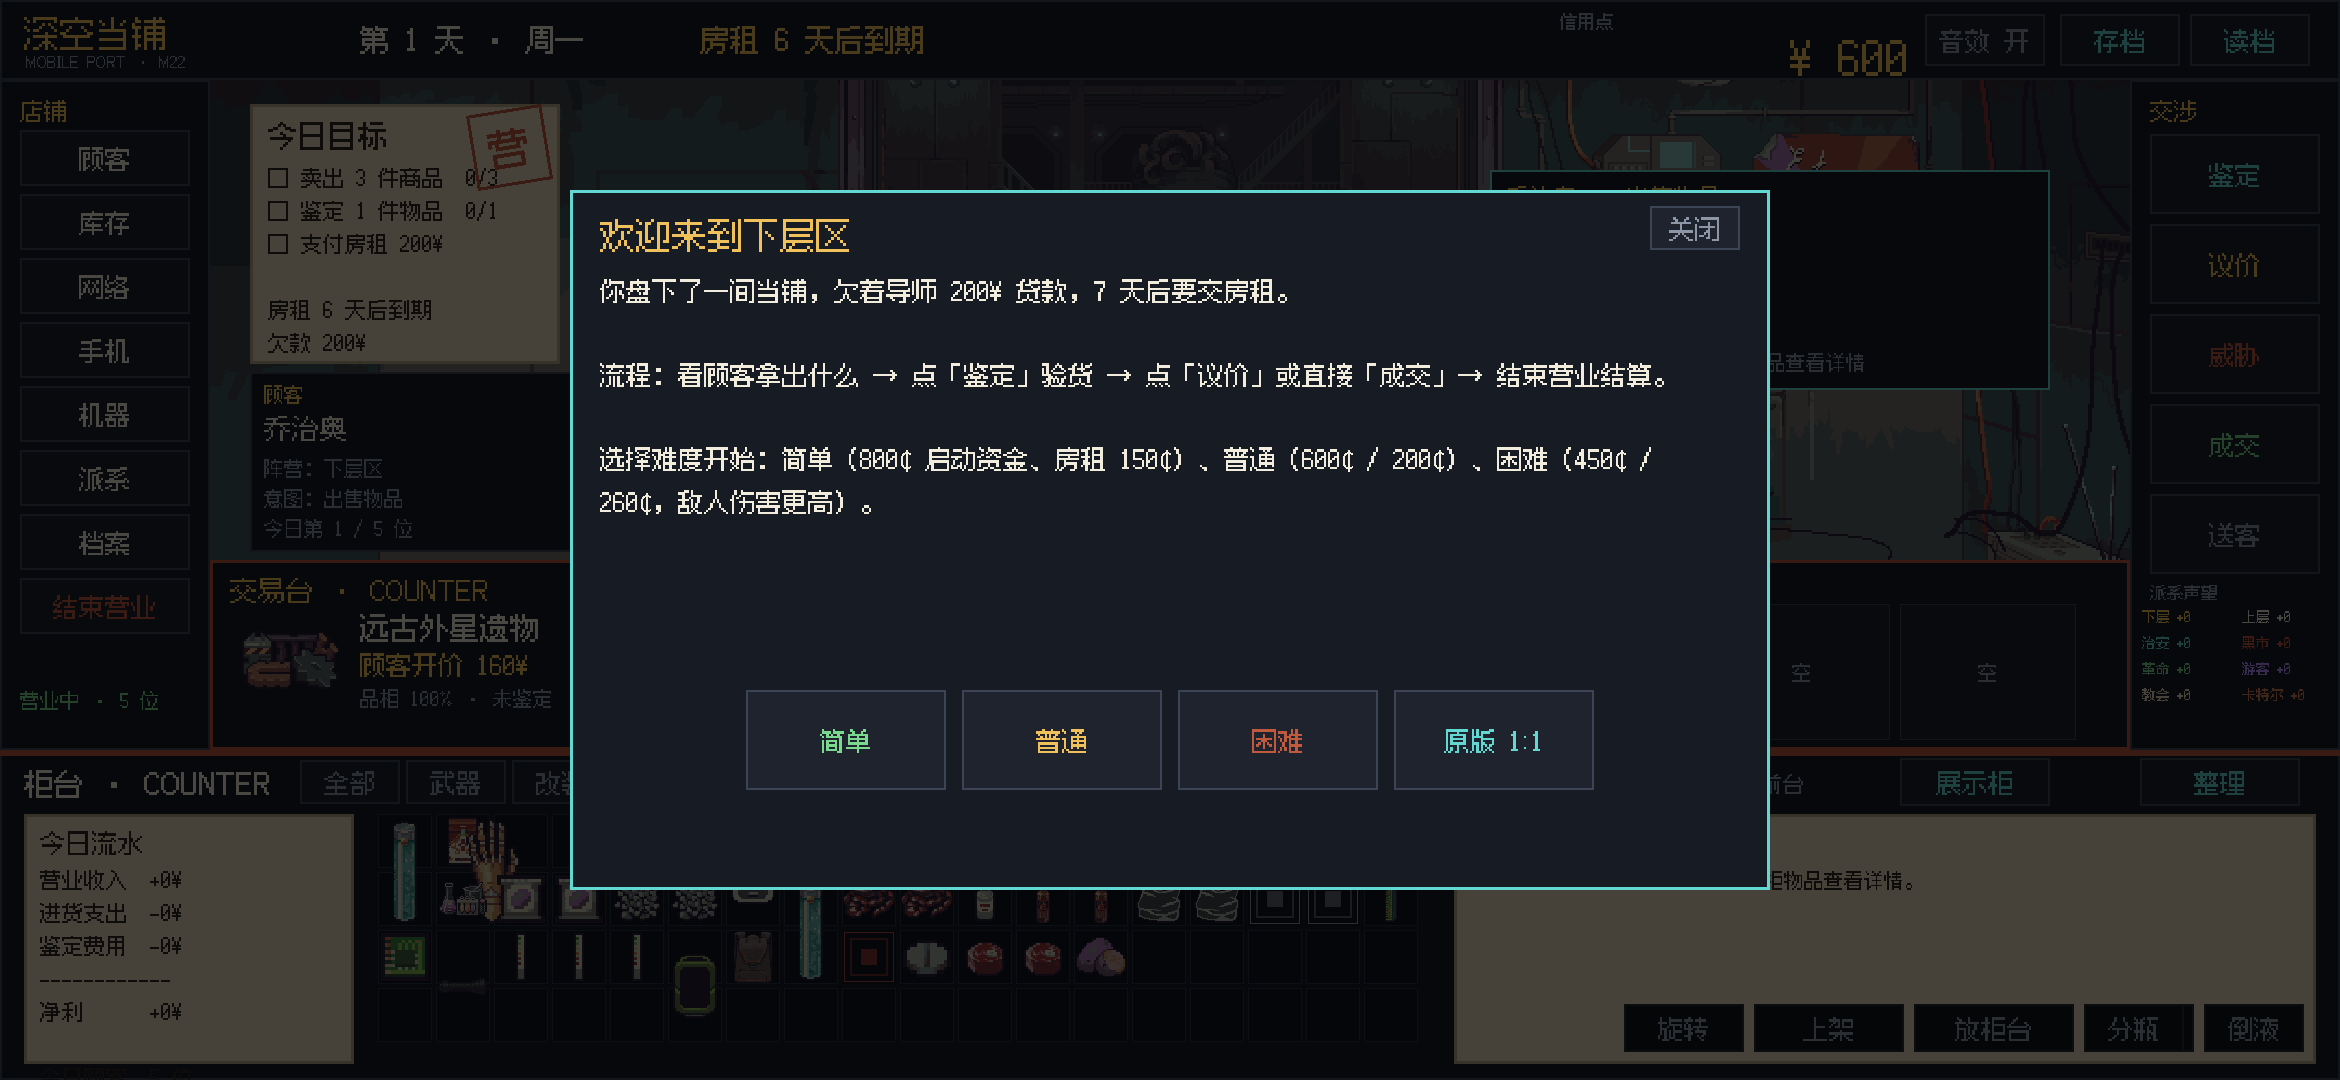 深空当铺
MOBILE PORT · M22
第 1 天 · 周一
房租 6 天后到期
信用点
¥ 600
音效 开
存档
读档
店铺
顾客
库存
网络
手机
机器
派系
档案
结束营业
营业中 · 5 位
今日目标
营
卖出 3 件商品 0/3
鉴定 1 件物品 0/1
支付房租 200¥
房租 6 天后到期
欠款 200¥
顾客
乔治奥
阵营: 下层区
意图: 出售物品
今日第 1 / 5 位
交易台 · COUNTER
远古外星遗物
顾客开价 160¥
品相 100% · 未鉴定
欢迎来到下层区
关闭
你盘下了一间当铺，欠着导师 200¥ 贷款，7 天后要交房租。
流程：看顾客拿出什么 → 点「鉴定」验货 → 点「议价」或直接「成交」→ 结束营业结算。
选择难度开始：简单（800¢ 启动资金、房租 150¢）、普通（600¢ / 200¢）、困难（450¢ /
260¢，敌人伤害更高）。
简单
普通
困难
原版 1:1
品查看详情
空
空
交涉
鉴定
议价
威胁
成交
送客
派系声望
下层 +0
上层 +0
治安 +0
黑市 +0
革命 +0
游客 +0
教会 +0
卡特尔 +0
柜台 · COUNTER
全部
武器
改
前台
展示柜
整理
今日流水
营业收入 +0¥
进货支出 -0¥
鉴定费用 -0¥
------------
净利 +0¥
柜物品查看详情。
旋转
上架
放柜台
分瓶
倒液